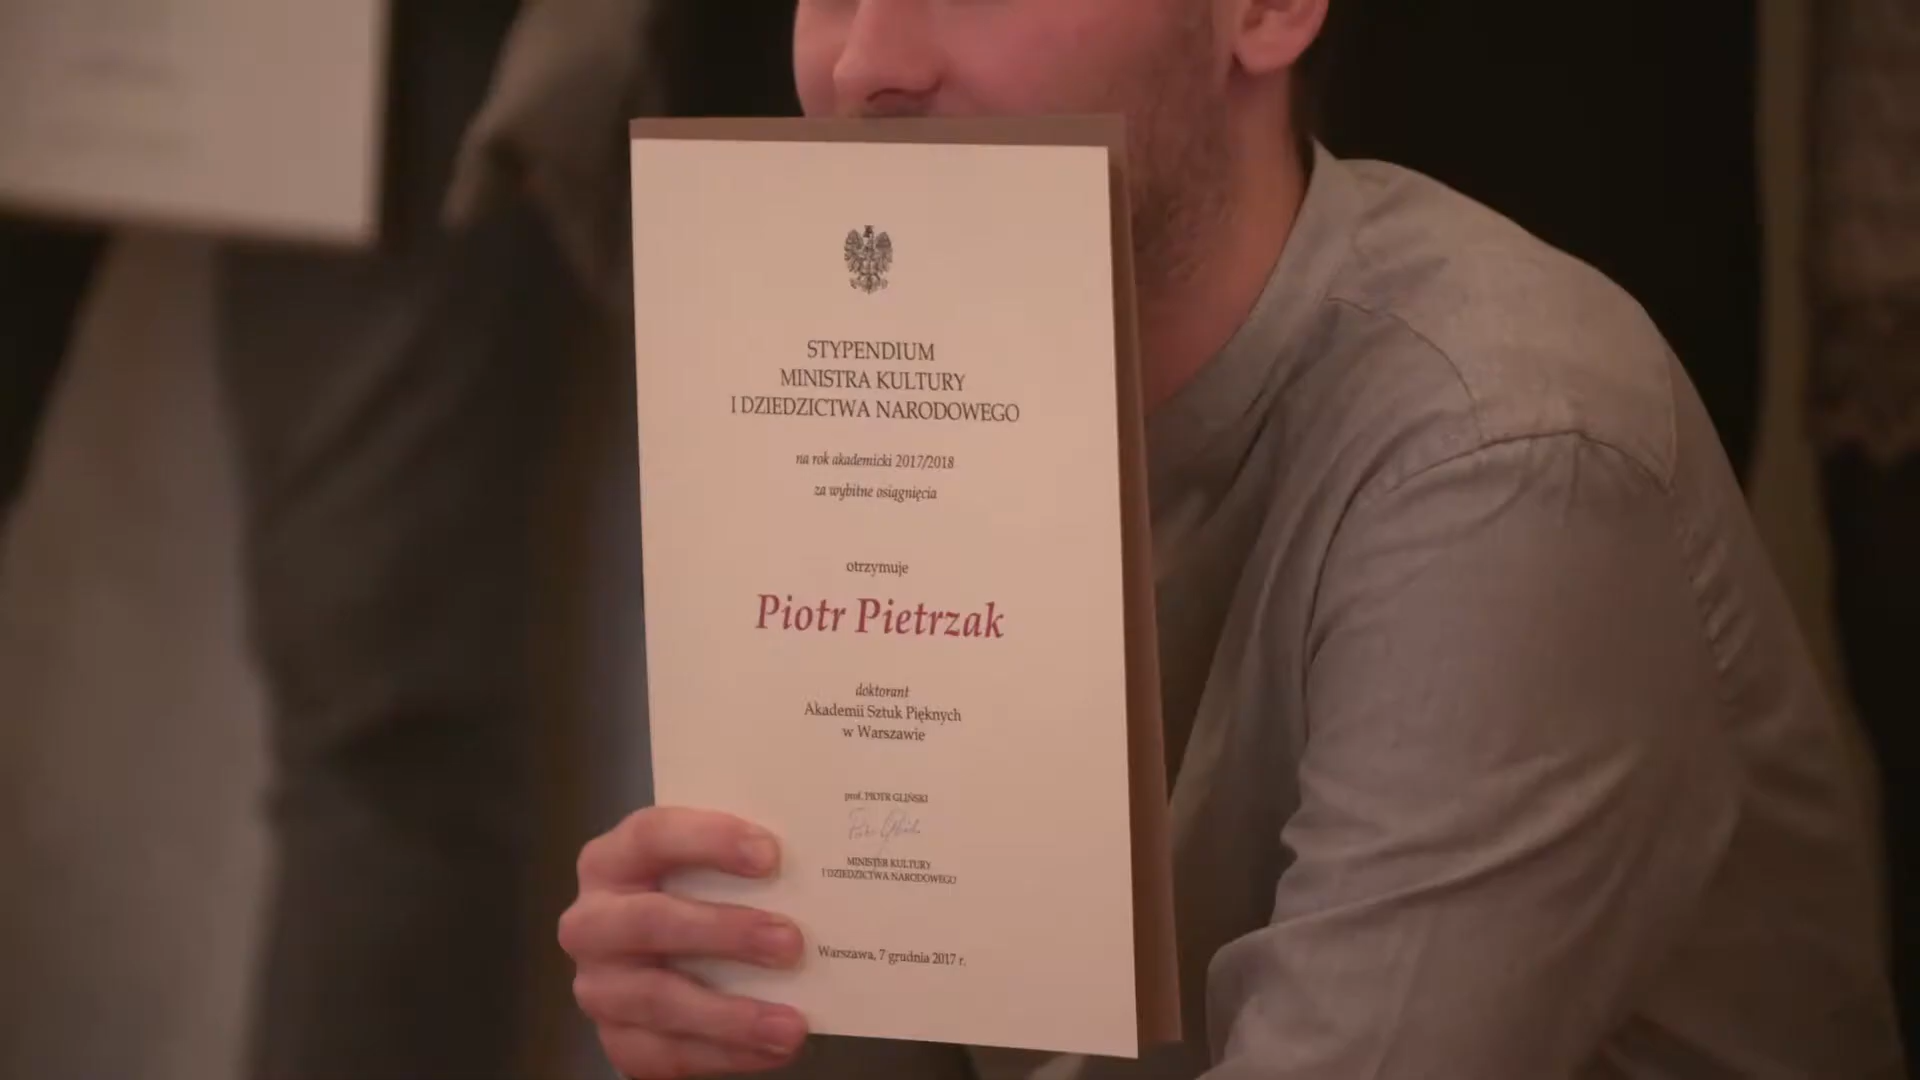 STYPENDIUM
MINISTRA KULTURY
I DZIEDZICTWA NARODOWEGO
na rok akademicki 2017/2018
za wybitne osiągnięcia
otrzymuje
Piotr Pietrzak
doktorant
Akademii Sztuk Pięknych
w Warszawie
prof. PIOTR GLIŃSKI
MINISTER KULTURY
I DZIEDZICTWA NARODOWEGO
Warszawa, 7 grudnia 2017 r.